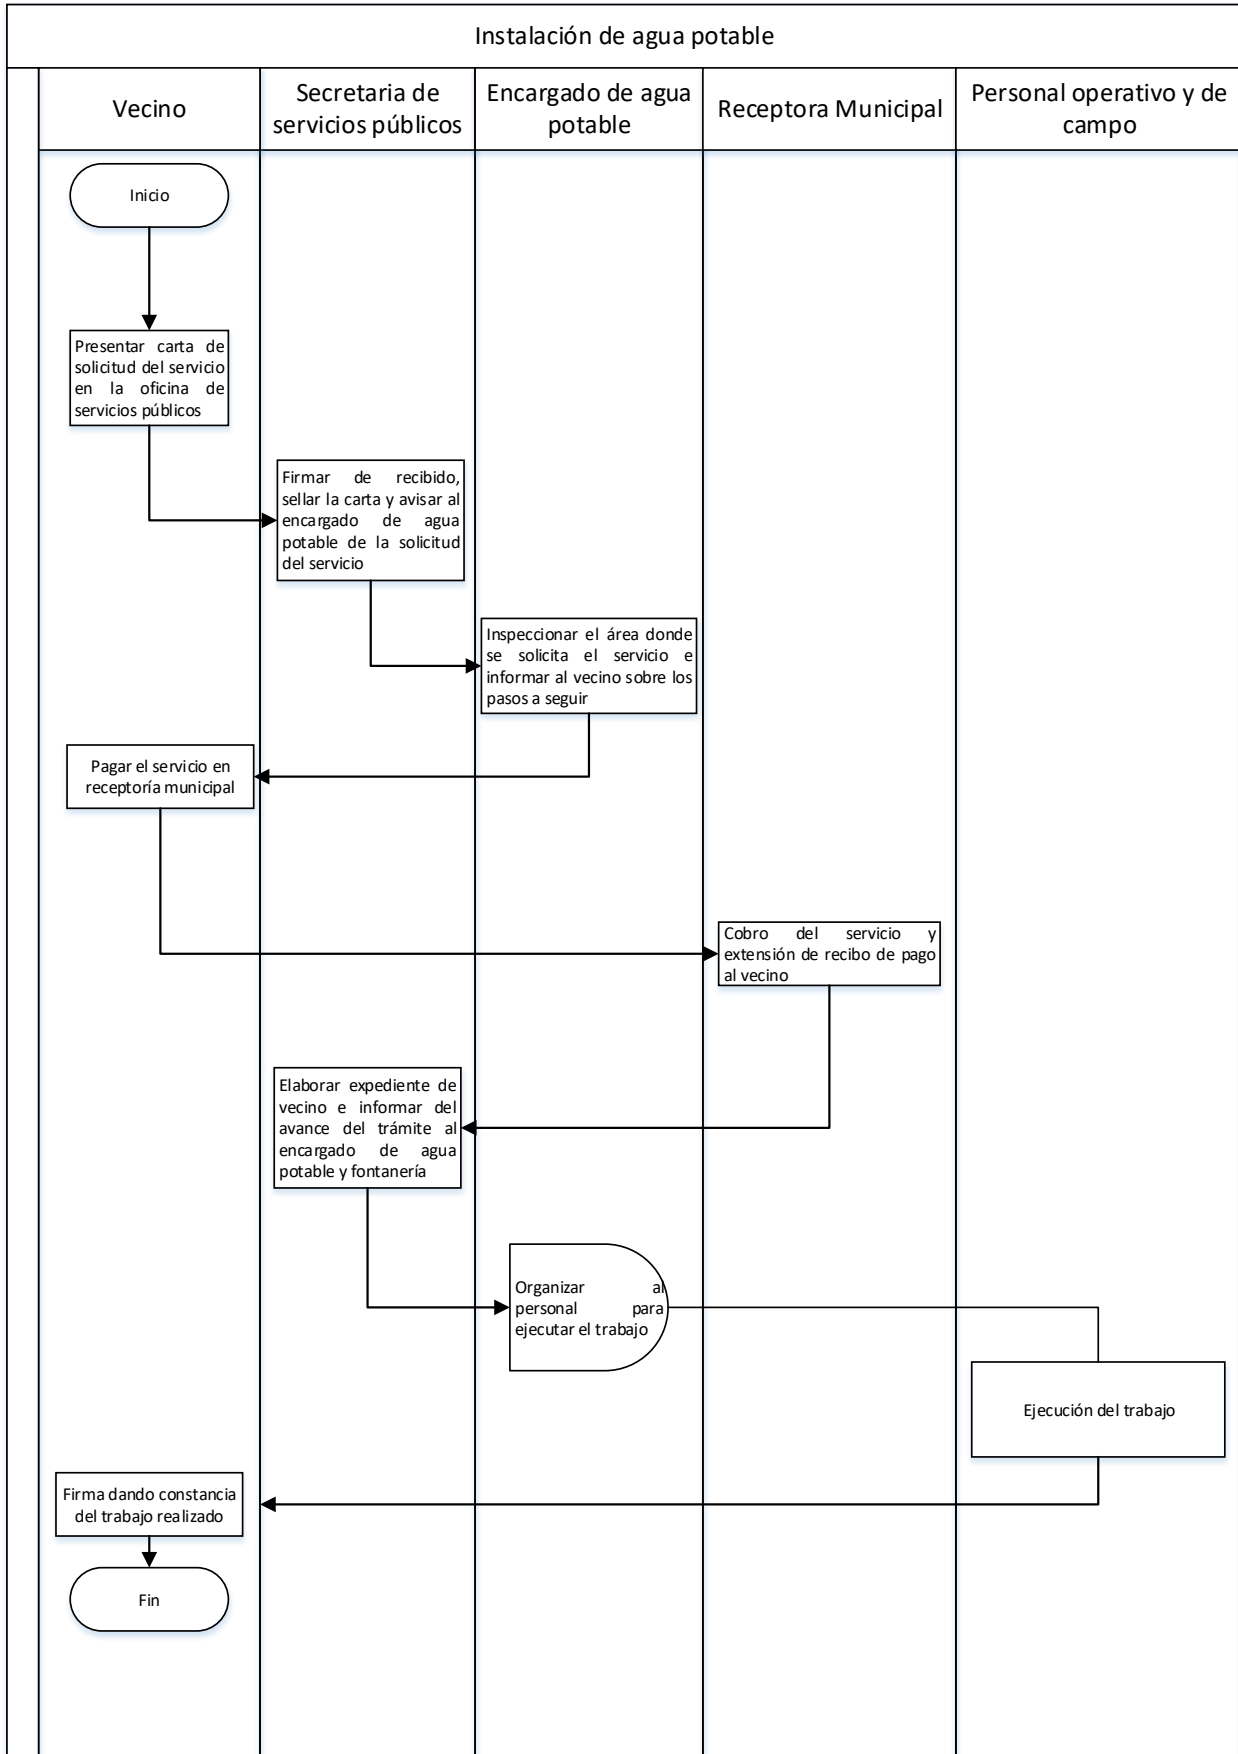 Instalación de agua potable
Vecino
Secretaria de
servicios públicos
Encargado de agua
potable
Receptora Municipal
Personal operativo y de
campo
Inicio
Presentar carta de
solicitud del servicio
en la oficina de
servicios públicos
Firmar de recibido,
sellar la carta y avisar al
encargado de agua
potable de la solicitud
del servicio
Inspeccionar el área donde
se solicita el servicio e
informar al vecino sobre los
pasos a seguir
Pagar el servicio en
receptoría municipal
Cobro del servicio y
extensión de recibo de pago
al vecino
Elaborar expediente de
vecino e informar del
avance del trámite al
encargado de agua
potable y fontanería
Organizar al
personal para
ejecutar el trabajo
Ejecución del trabajo
Firma dando constancia
del trabajo realizado
Fin